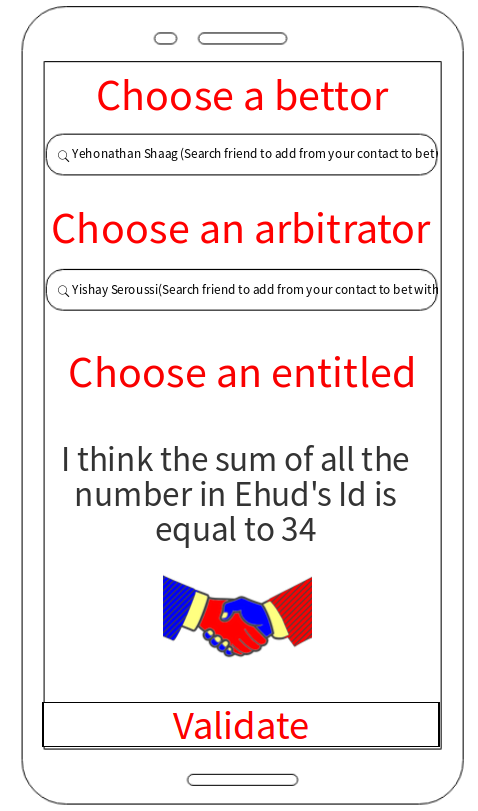 Choose a bettor
Yehonathan Shaag (Search friend to add from your contact to bet
Choose an arbitrator
Yishay Seroussi(Search friend to add from your contact to bet with
Choose an entitled
I think the sum of all the
number in Ehud's Id is
equal to 34
Validate